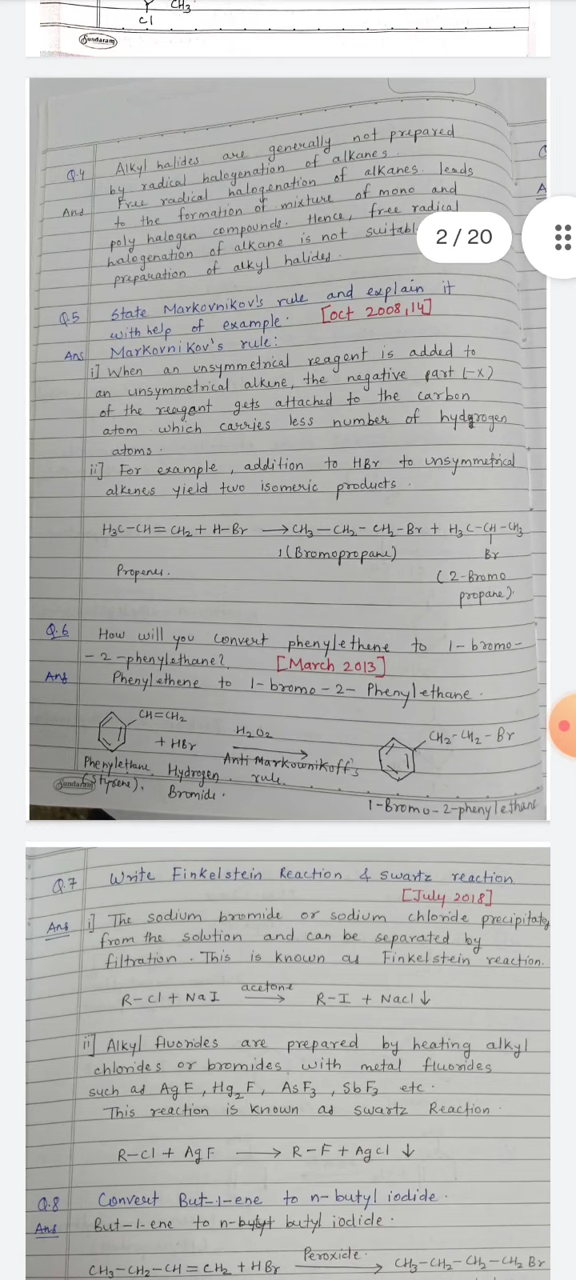 CH3
Cl
Sundaram
Q.4 Alkyl halides are generally not prepared
by radical halogenation of alkanes.
Ans Free radical halogenation of alkanes leads
to the formation of mixture of mono and
poly halogen compounds. Hence, free radical
halogenation of alkane is not suitabl
preparation of alkyl halides.
2 / 20
Q.5 State Markovnikov's rule and explain it
with help of example. [Oct 2008,14]
Ans Markovnikov's rule:
i] When an unsymmetrical reagent is added to
an unsymmetrical alkene, the negative part (-X)
of the reagant gets attached to the carbon
atom which carries less number of hydgrogen
atoms.
ii] For example, addition to HBr to unsymmetrical
alkenes yield two isomeric products.
H3C-CH=CH2 + H-Br → CH3-CH2-CH2-Br + H3C-CH-CH3
1(Bromopropane) Br
Propenes. (2-Bromo
propane).
Q.6 How will you convert phenylethene to 1-bromo-
-2-phenylethane? [March 2013]
Ans Phenylethene to 1-bromo-2-Phenylethane.
CH=CH2
+ HBr
H2O2
Anti Markownikoff's
rule.
CH2-CH2-Br
Phenylethane
(Styrene).
Hydrogen
Bromide.
1-Bromo-2-phenylethane
Sundaram
Q.7 Write Finkelstein Reaction & Swartz reaction
[July 2018]
Ans i] The sodium bromide or sodium chloride precipitates
from the solution and can be separated by
filtration. This is known as Finkelstein reaction.
R-Cl + NaI acetone → R-I + NaCl ↓
ii] Alkyl fluorides are prepared by heating alkyl
chlorides or bromides with metal fluorides
such as AgF, Hg2F, AsF3, SbF3 etc.
This reaction is known as Swartz Reaction.
R-Cl + AgF → R-F + AgCl ↓
Q.8 Convert But-1-ene to n-butyl iodide.
Ans But-1-ene to n-butyl iodide:
CH3-CH2-CH=CH2 + HBr Peroxide → CH3-CH2-CH2-CH2 Br